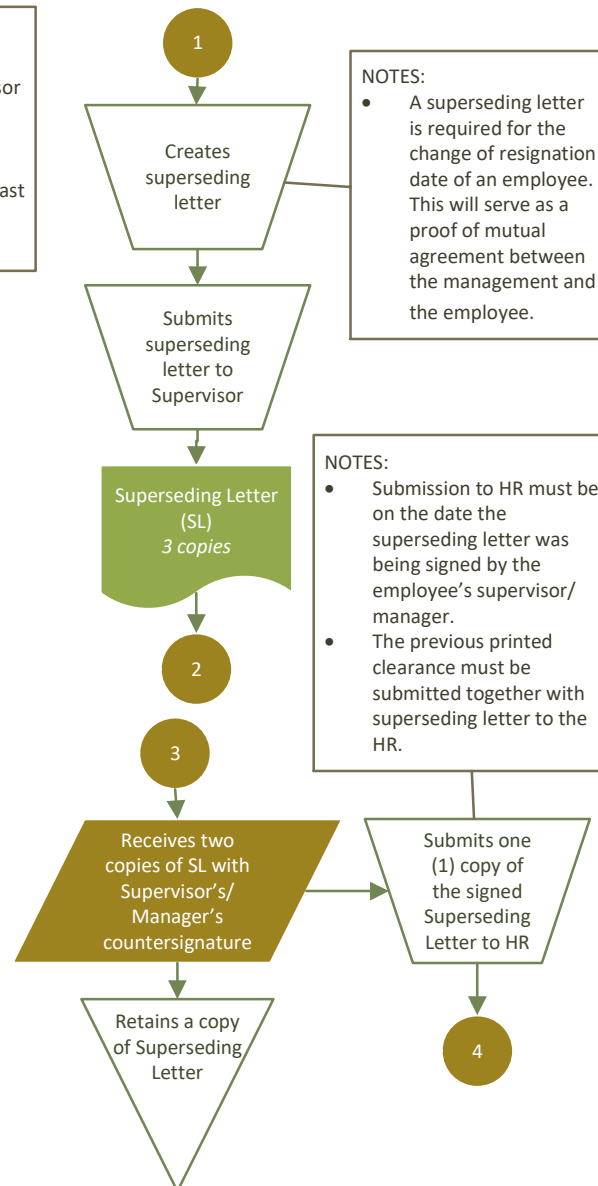 sor
ast
1
Creates
superseding
letter
NOTES:
• A superseding letter
is required for the
change of resignation
date of an employee.
This will serve as a
proof of mutual
agreement between
the management and
the employee.
Submits
superseding
letter to
Supervisor
Superseding Letter
(SL)
3 copies
2
NOTES:
• Submission to HR must be
on the date the
superseding letter was
being signed by the
employee's supervisor/
manager.
• The previous printed
clearance must be
submitted together with
superseding letter to the
HR.
3
Receives two
copies of SL with
Supervisor's/
Manager's
countersignature
Submits one
(1) copy of
the signed
Superseding
Letter to HR
Retains a copy
of Superseding
Letter
4